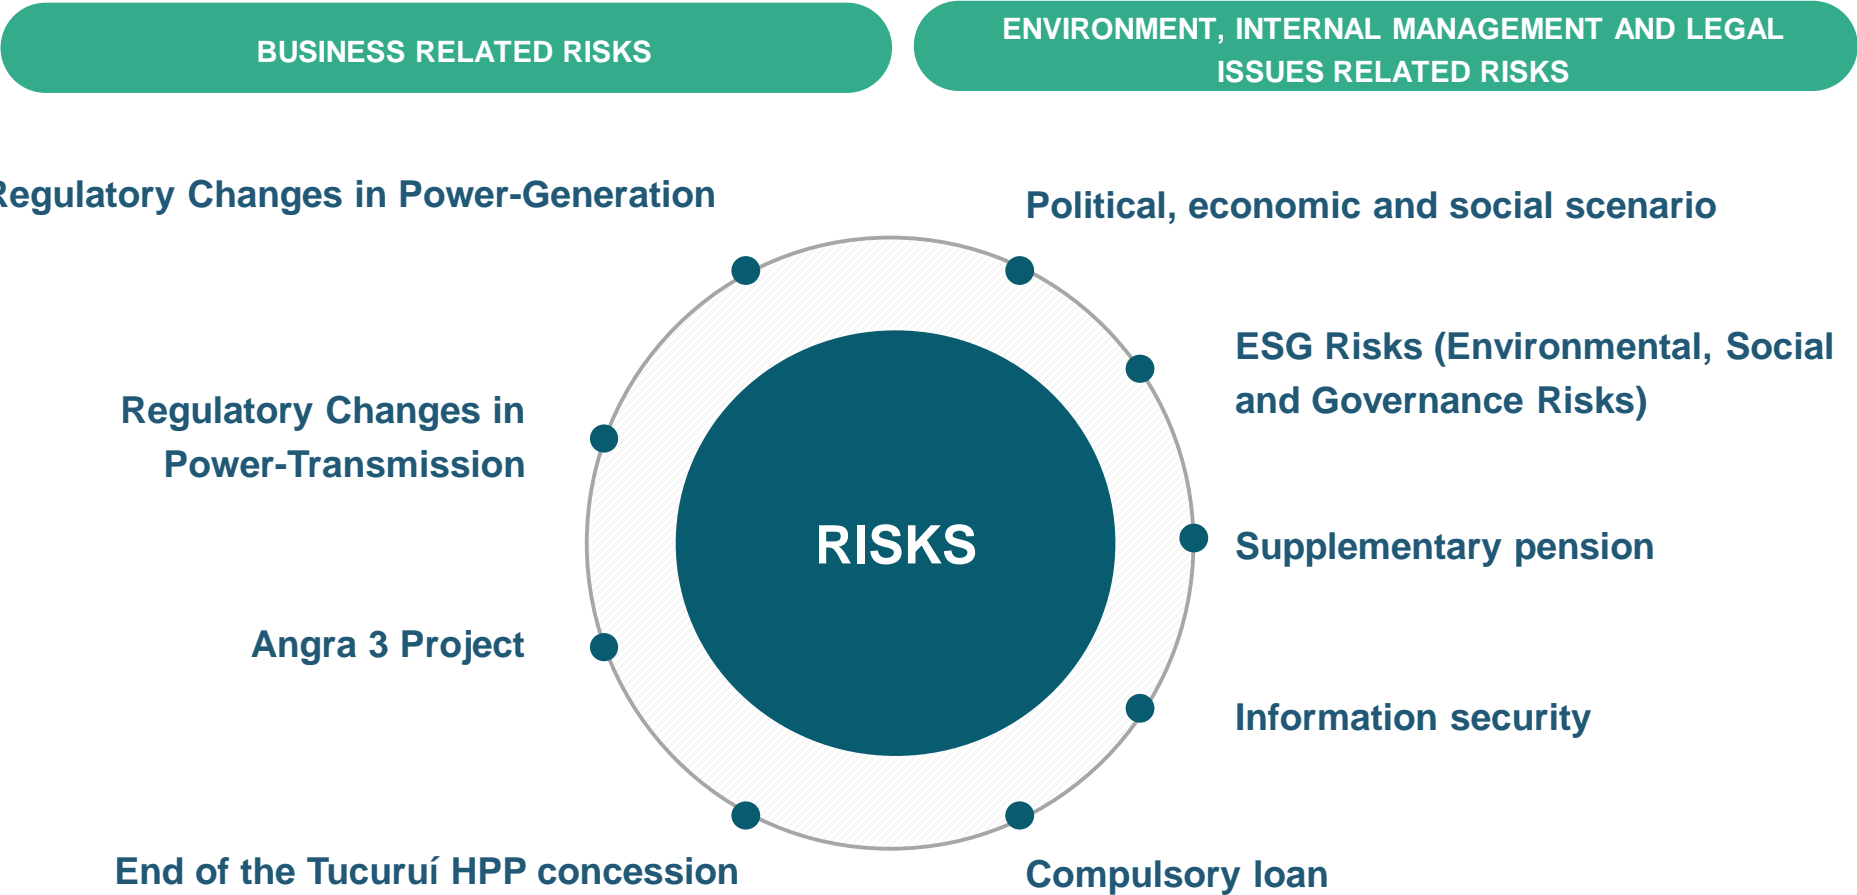 BUSINESS RELATED RISKS
ENVIRONMENT, INTERNAL MANAGEMENT AND LEGAL
ISSUES RELATED RISKS
Regulatory Changes in Power-Generation
Political, economic and social scenario
ESG Risks (Environmental, Social
and Governance Risks)
Regulatory Changes in
Power-Transmission
RISKS
Supplementary pension
Angra 3 Project
Information security
End of the Tucuruí HPP concession
Compulsory loan